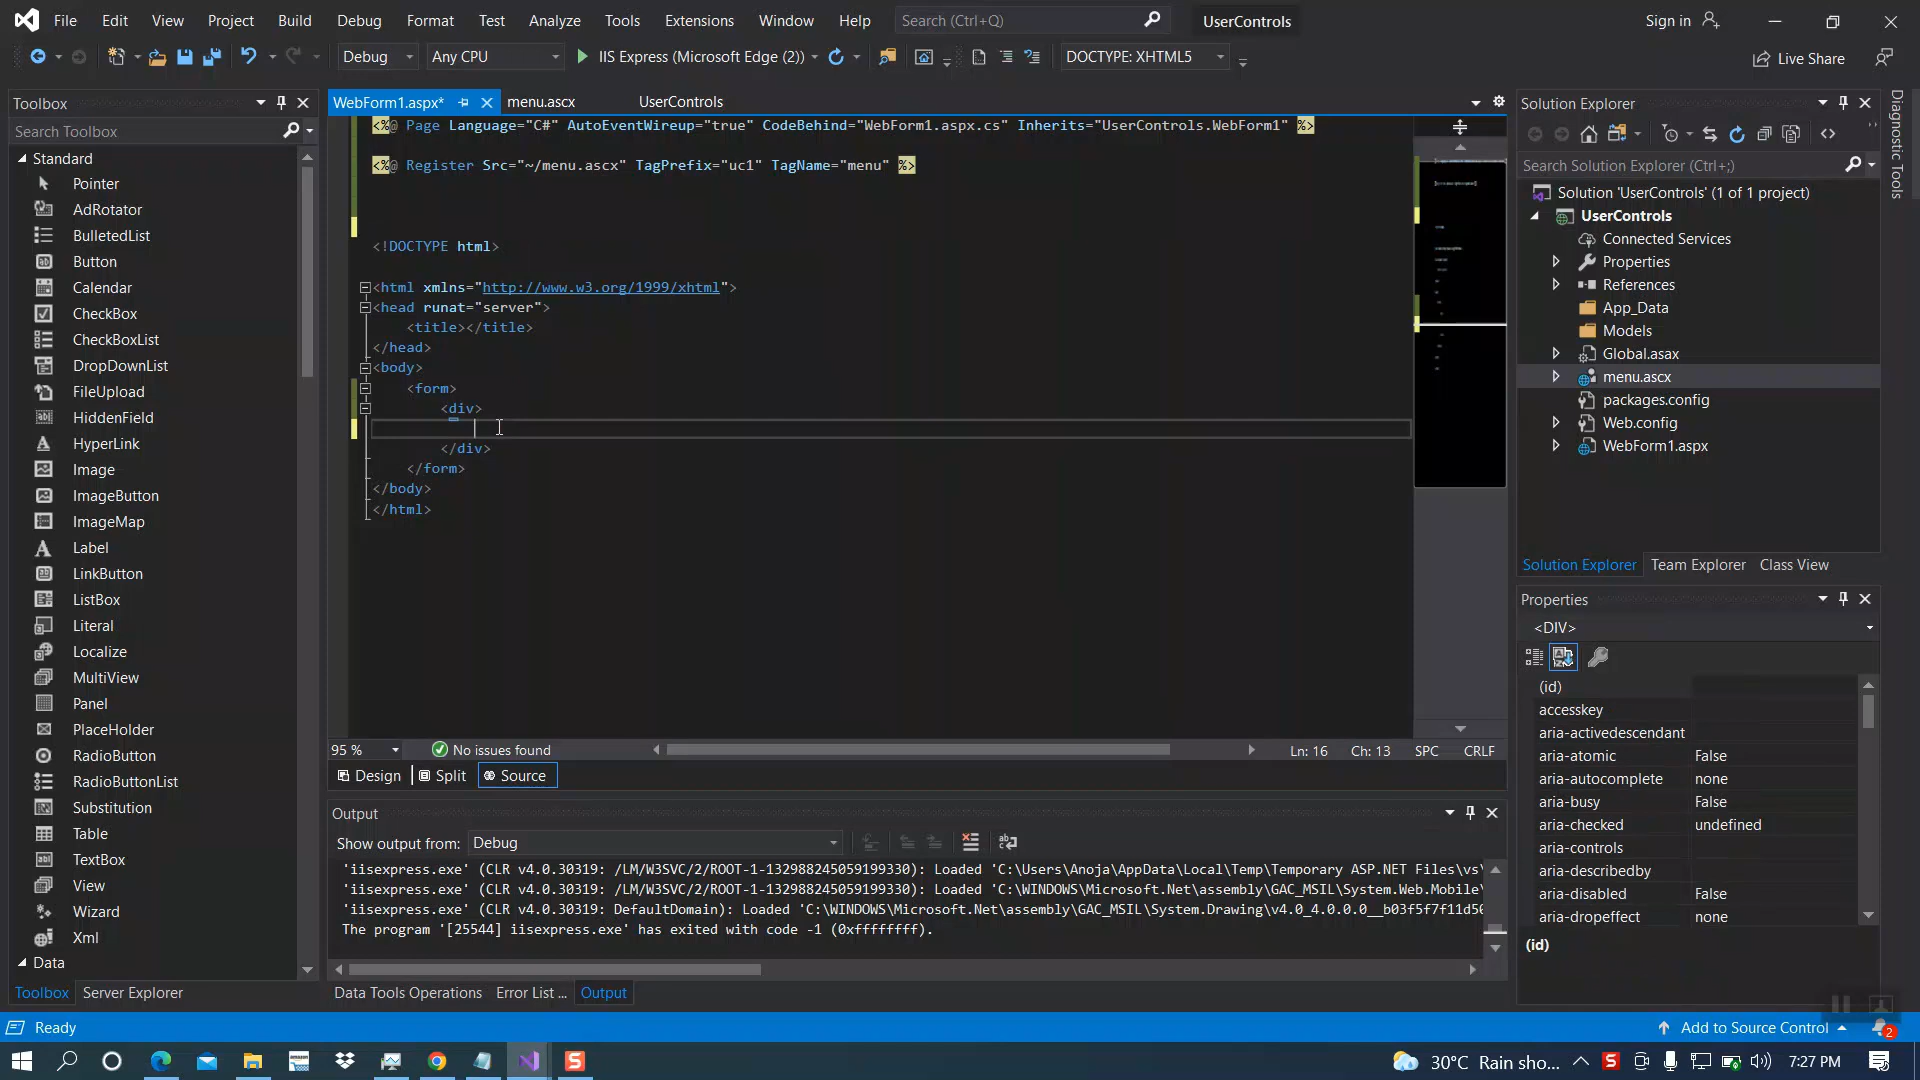 File Edit View Project Build Debug Format Test Analyze Tools Extensions Window Help Search (Ctrl+Q) UserControls Sign in
Debug Any CPU IIS Express (Microsoft Edge (2)) DOCTYPE: XHTML5 Live Share
Toolbox
Search Toolbox
Standard
Pointer
AdRotator
BulletedList
Button
Calendar
CheckBox
CheckBoxList
DropDownList
FileUpload
HiddenField
HyperLink
Image
ImageButton
ImageMap
Label
LinkButton
ListBox
Literal
Localize
MultiView
Panel
PlaceHolder
RadioButton
RadioButtonList
Substitution
Table
TextBox
View
Wizard
Xml
Data
Toolbox Server Explorer
WebForm1.aspx* menu.ascx UserControls
<%@ Page Language="C#" AutoEventWireup="true" CodeBehind="WebForm1.aspx.cs" Inherits="UserControls.WebForm1" %>
<%@ Register Src="~/menu.ascx" TagPrefix="uc1" TagName="menu" %>
<!DOCTYPE html>
<html xmlns="http://www.w3.org/1999/xhtml">
<head runat="server">
<title></title>
</head>
<body>
<form>
<div>
</div>
</form>
</body>
</html>
95 % No issues found Ln: 16 Ch: 13 SPC CRLF
Design Split Source
Output
Show output from: Debug
'iisexpress.exe' (CLR v4.0.30319: /LM/W3SVC/2/ROOT-1-132988245059199330): Loaded 'C:\Users\Anoja\AppData\Local\Temp\Temporary ASP.NET Files\vs\
'iisexpress.exe' (CLR v4.0.30319: /LM/W3SVC/2/ROOT-1-132988245059199330): Loaded 'C:\WINDOWS\Microsoft.Net\assembly\GAC_MSIL\System.Web.Mobile\
'iisexpress.exe' (CLR v4.0.30319: DefaultDomain): Loaded 'C:\WINDOWS\Microsoft.Net\assembly\GAC_MSIL\System.Drawing\v4.0_4.0.0.0__b03f5f7f11d50
The program '[25544] iisexpress.exe' has exited with code -1 (0xffffffff).
Data Tools Operations Error List ... Output
Solution Explorer
Search Solution Explorer (Ctrl+;)
Solution 'UserControls' (1 of 1 project)
UserControls
Connected Services
Properties
References
App_Data
Models
Global.asax
menu.ascx
packages.config
Web.config
WebForm1.aspx
Solution Explorer Team Explorer Class View
Properties
<DIV>
(id)
accesskey
aria-activedescendant
aria-atomic False
aria-autocomplete none
aria-busy False
aria-checked undefined
aria-controls
aria-describedby
aria-disabled False
aria-dropeffect none
(id)
Diagnostic Tools
Ready Add to Source Control 2
30°C Rain sho... 7:27 PM